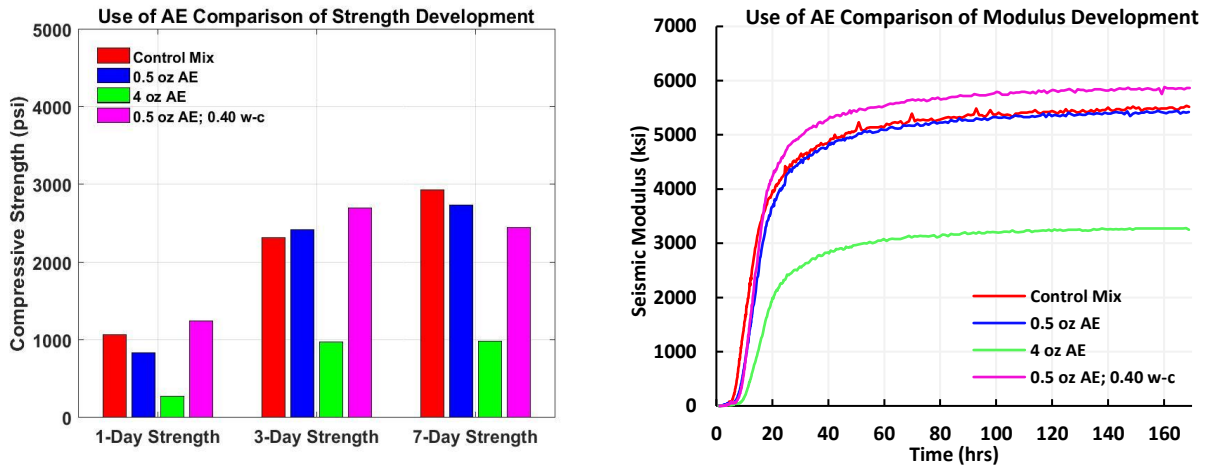 Use of AE Comparison of Strength Development
5000
4000
3000
2000
1000
0
Compressive Strength (psi)
Control Mix
0.5 oz AE
4 oz AE
0.5 oz AE; 0.40 w-c
1-Day Strength
3-Day Strength
7-Day Strength
Use of AE Comparison of Modulus Development
7000
6000
5000
4000
3000
2000
1000
0
Seismic Modulus (ksi)
Control Mix
0.5 oz AE
4 oz AE
0.5 oz AE; 0.40 w-c
0 20 40 60 80 100 120 140 160
Time (hrs)